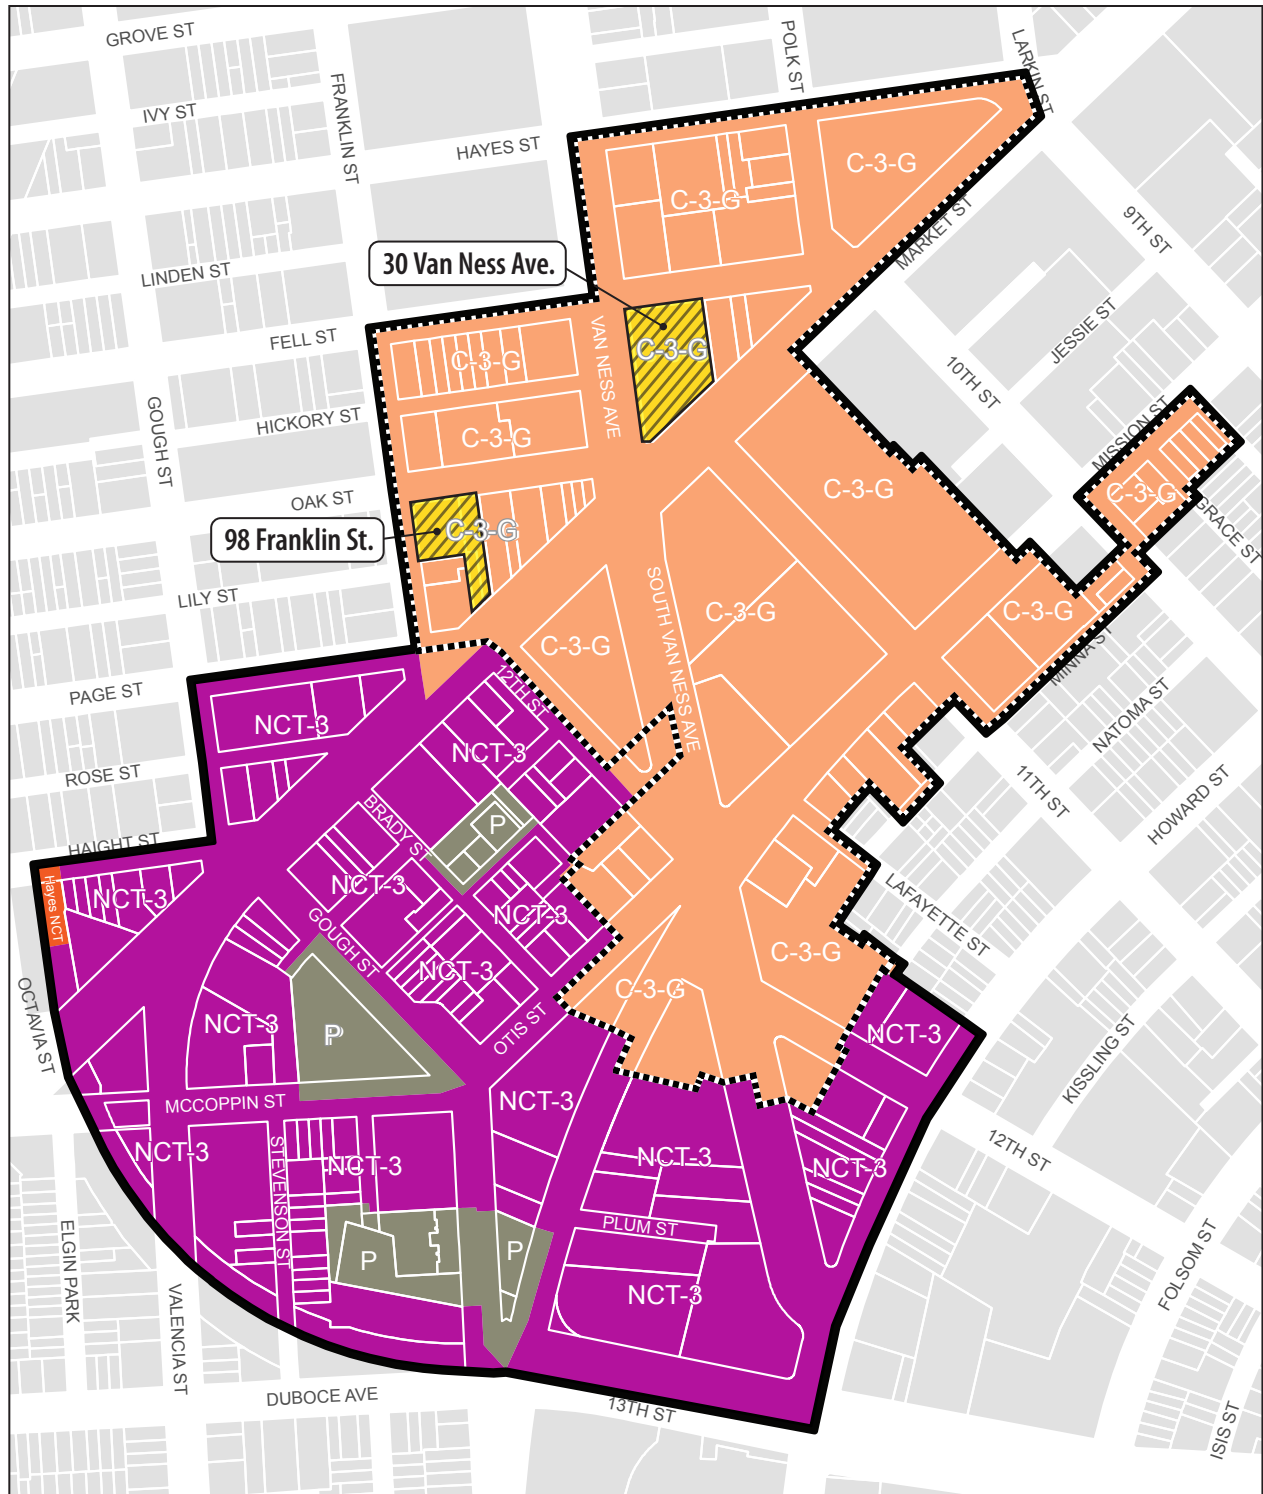 GROVE ST
POLK ST
LARKIN ST
FRANKLIN ST
IVY ST
HAYES ST
C-3-G
C-3-G
MARKET ST
9TH ST
LINDEN ST
30 Van Ness Ave.
JESSIE ST
FELL ST
VAN NESS AVE
C-3-G
C-3-G
10TH ST
GOUGH ST
HICKORY ST
C-3-G
MISSION ST
OAK ST
C-3-G
C-3-G
GRACE ST
98 Franklin St.
C-3-G
LILY ST
SOUTH VAN NESS AVE
C-3-G
C-3-G
C-3-G
MINNA ST
PAGE ST
12TH ST
NATOMA ST
NCT-3
NCT-3
ROSE ST
11TH ST
HOWARD ST
BRADY ST
P
HAIGHT ST
Hayes NCT
NCT-3
NCT-3
NCT-3
LAFAYETTE ST
GOUGH ST
NCT-3
C-3-G
C-3-G
OCTAVIA ST
NCT-3
P
OTIS ST
NCT-3
KISSLING ST
MCCOPPIN ST
NCT-3
NCT-3
STEVENSON ST
NCT-3
NCT-3
NCT-3
12TH ST
PLUM ST
ELGIN PARK
P
P
FOLSOM ST
VALENCIA ST
NCT-3
DUBOCE AVE
13TH ST
ISIS ST